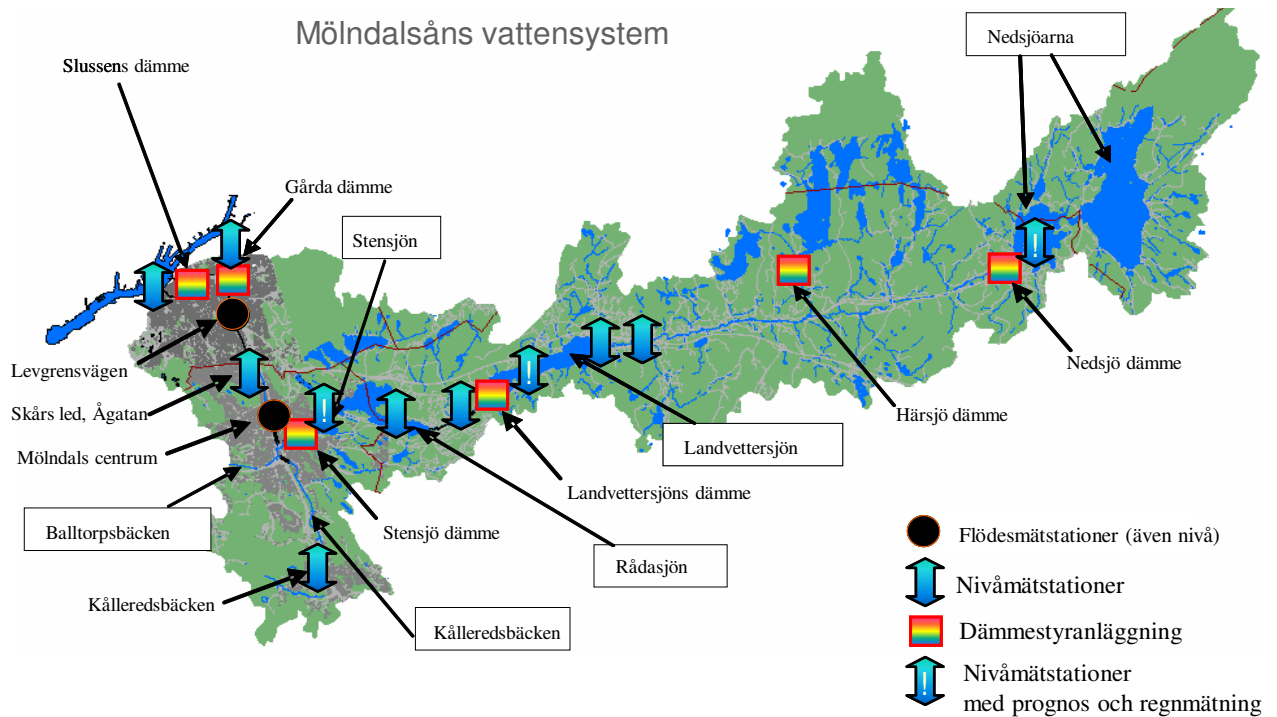 Mölndalsåns vattensystem
Nedsjöarna
Slussens dämme
Gårda dämme
Stensjön
Levgrensvägen
Skårs led, Ågatan
Mölndals centrum
Balltorpsbäcken
Kålleredsbäcken
Stensjö dämme
Kålleredsbäcken
Rådasjön
Landvettersjöns dämme
Landvettersjön
Härsjö dämme
Nedsjö dämme
!
!
!
Flödesmätstationer (även nivå)
Nivåmätstationer
Dämmestyranläggning
!
Nivåmätstationer
med prognos och regnmätning